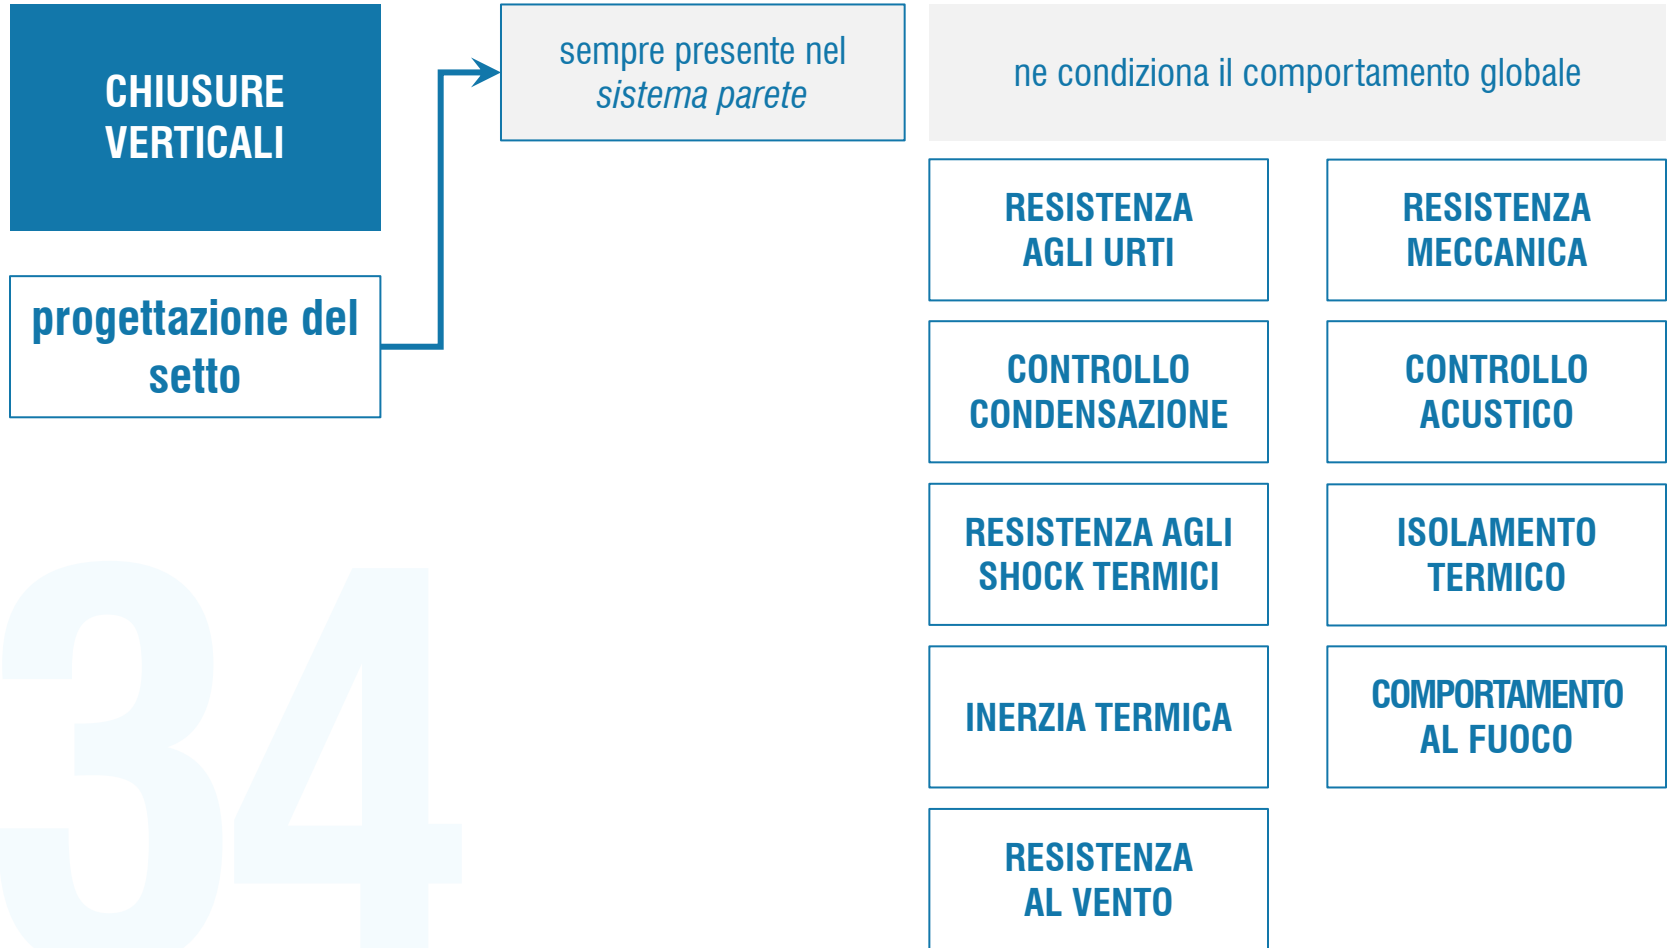 CHIUSURE
VERTICALI
progettazione del
setto
sempre presente nel
sistema parete
ne condiziona il comportamento globale
RESISTENZA
AGLI URTI
RESISTENZA
MECCANICA
CONTROLLO
CONDENSAZIONE
CONTROLLO
ACUSTICO
RESISTENZA AGLI
SHOCK TERMICI
ISOLAMENTO
TERMICO
INERZIA TERMICA
COMPORTAMENTO
AL FUOCO
RESISTENZA
AL VENTO
34